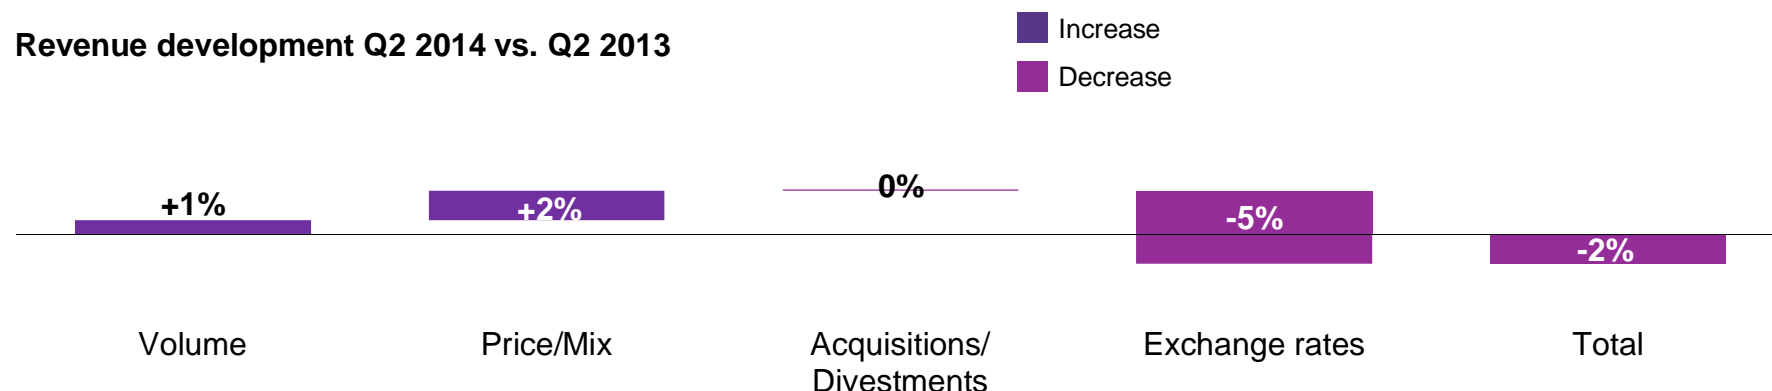 Revenue development Q2 2014 vs. Q2 2013
Increase
Decrease
+1%
+2%
0%
-5%
-2%
Volume
Price/Mix
Acquisitions/
Divestments
Exchange rates
Total